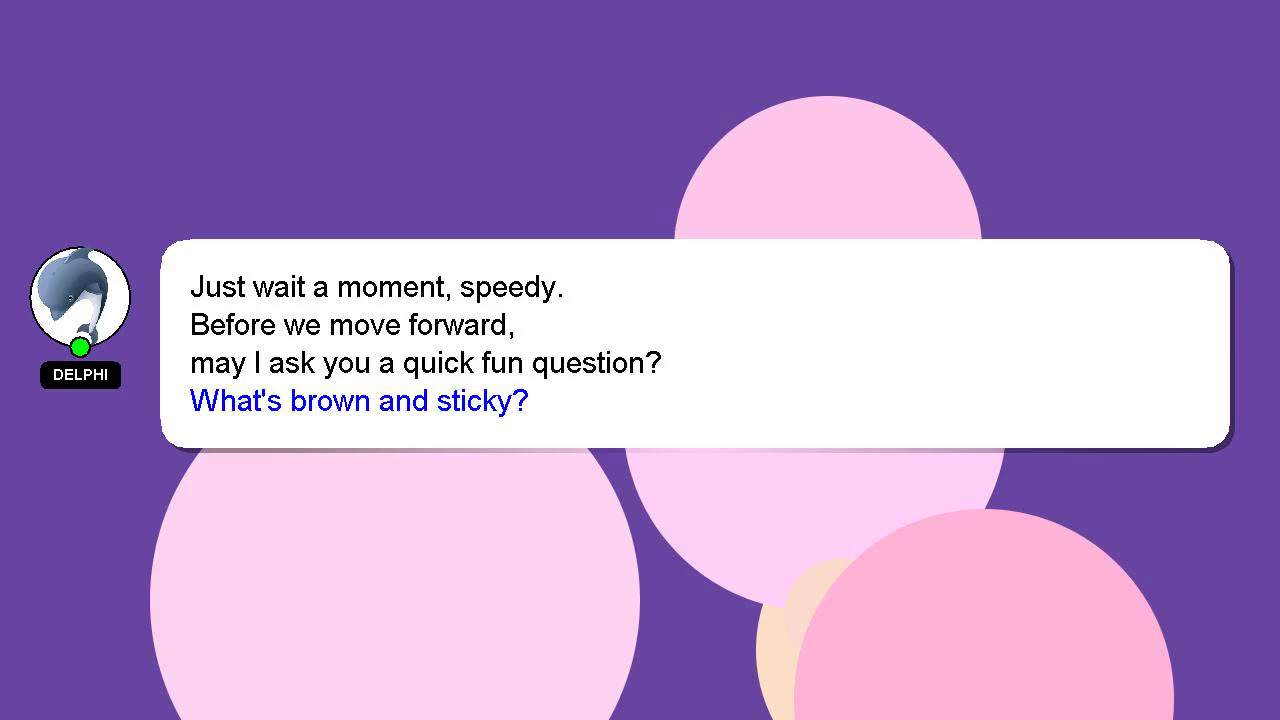 Just wait a moment, speedy.
Before we move forward,
may I ask you a quick fun question?
What's brown and sticky?
DELPHI